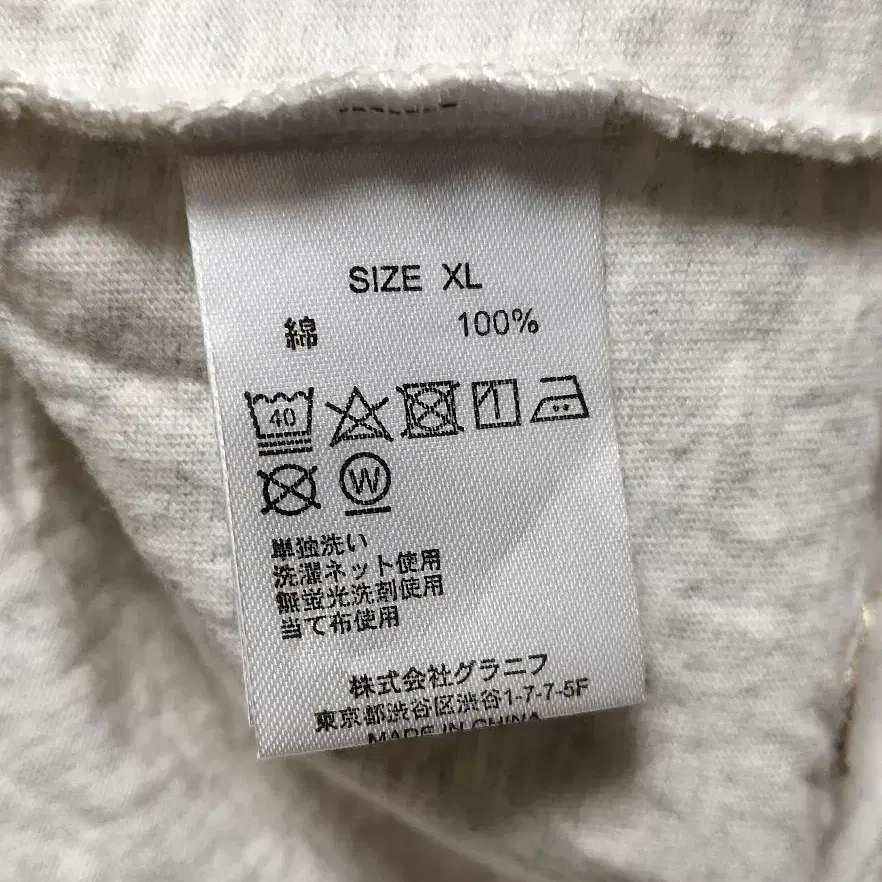 SIZE XL
綿 100%
40
W
単独洗い
洗濯ネット使用
無蛍光洗剤使用
当て布使用
株式会社グラニフ
東京都渋谷区渋谷1-7-7-5F
MADE IN CHINA